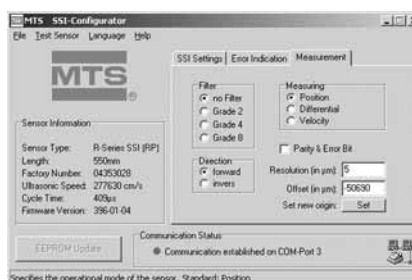 MTS SSI-Configurator
File Test Sensor Language Help
MTS
®
SSI Settings Error Indication Measurement
Filter
no Filter
Grade 2
Grade 4
Grade 8
Measuring
Position
Differential
Velocity
Parity & Error Bit
Direction
forward
invers
Resolution (in µm): 5
Offset (in µm): -50690
Set new origin: Set
Sensor Information
Sensor Type: R-Series SSI (RP)
Length: 550mm
Factory Number: 04353028
Ultrasonic Speed: 277630 cm/s
Cycle Time: 409µs
Firmware Version: 396-01-04
EEPROM Update
Communication Status
Communication established on COM-Port 3
Specifies the operational mode of the sensor. Standard: Position